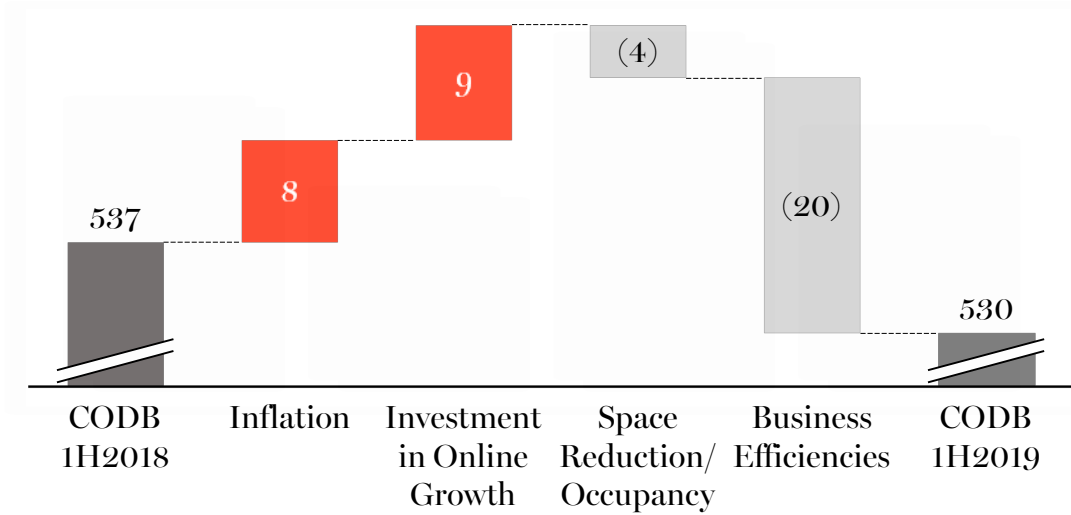 9
(4)
8
(20)
537
530
CODB
1H2018
Inflation
Investment
in Online
Growth
Space
Reduction/
Occupancy
Business
Efficiencies
CODB
1H2019